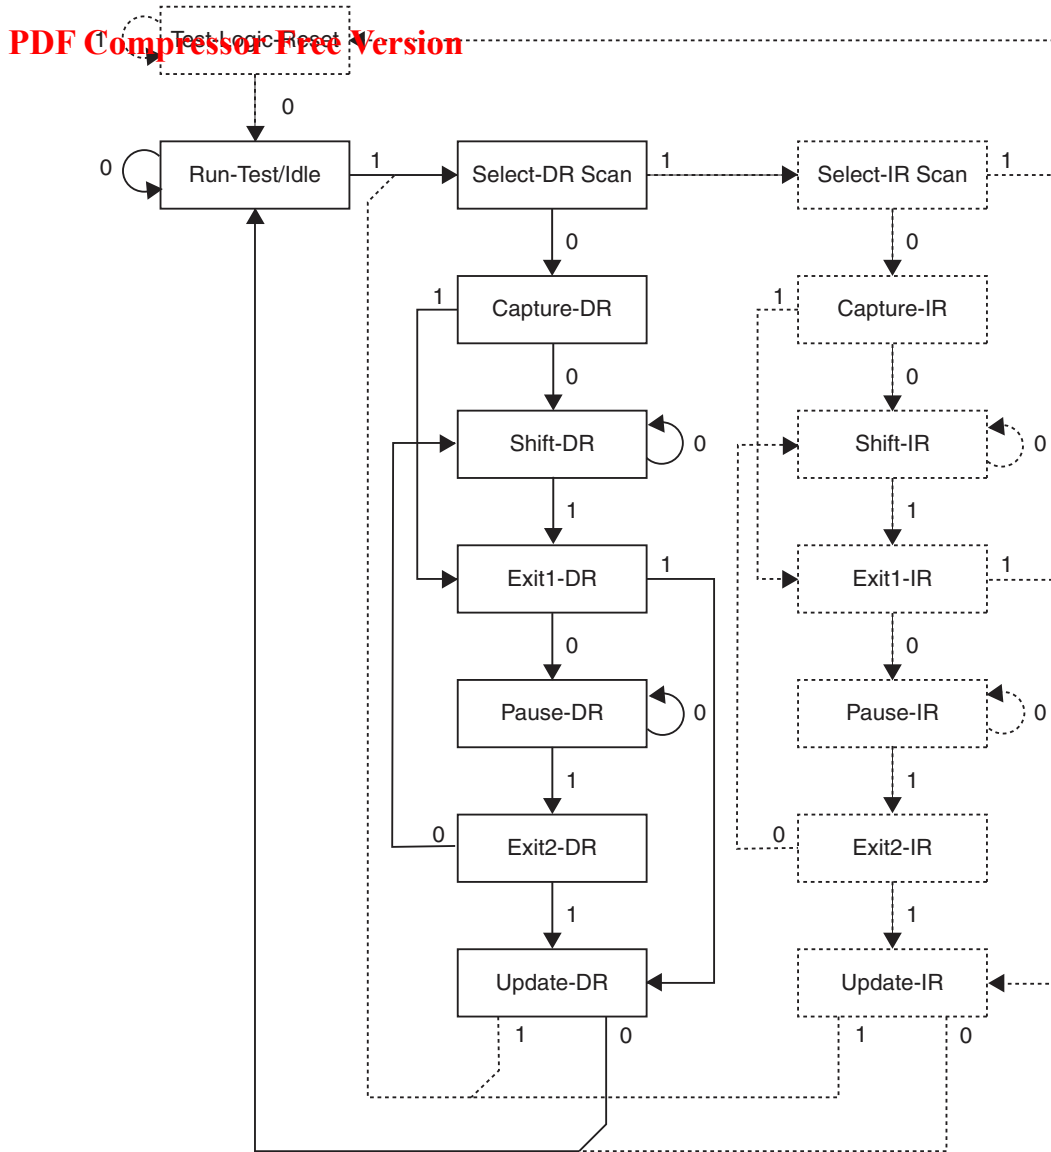 1 Test-Logic-Reset
PDF Compressor Free Version
0
0 Run-Test/Idle 1 Select-DR Scan 1 Select-IR Scan 1
0 0
1 Capture-DR 1 Capture-IR
0 0
Shift-DR 0 Shift-IR 0
1 1
Exit1-DR 1 Exit1-IR 1
0 0
Pause-DR 0 Pause-IR 0
1 1
0 Exit2-DR 0 Exit2-IR
1 1
Update-DR Update-IR
1 0 1 0